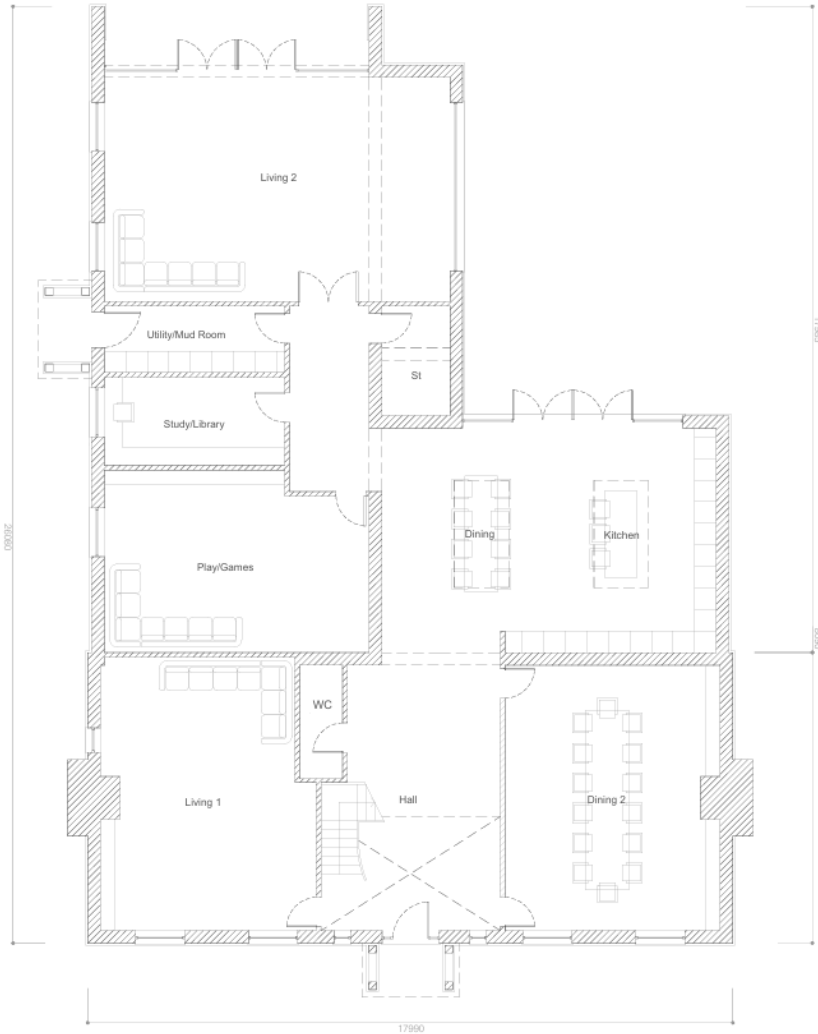 Living 2
Utility/Mud Room
St
Study/Library
Dining
Kitchen
26060
Play/Games
WC
Living 1
Hall
Dining 2
17990